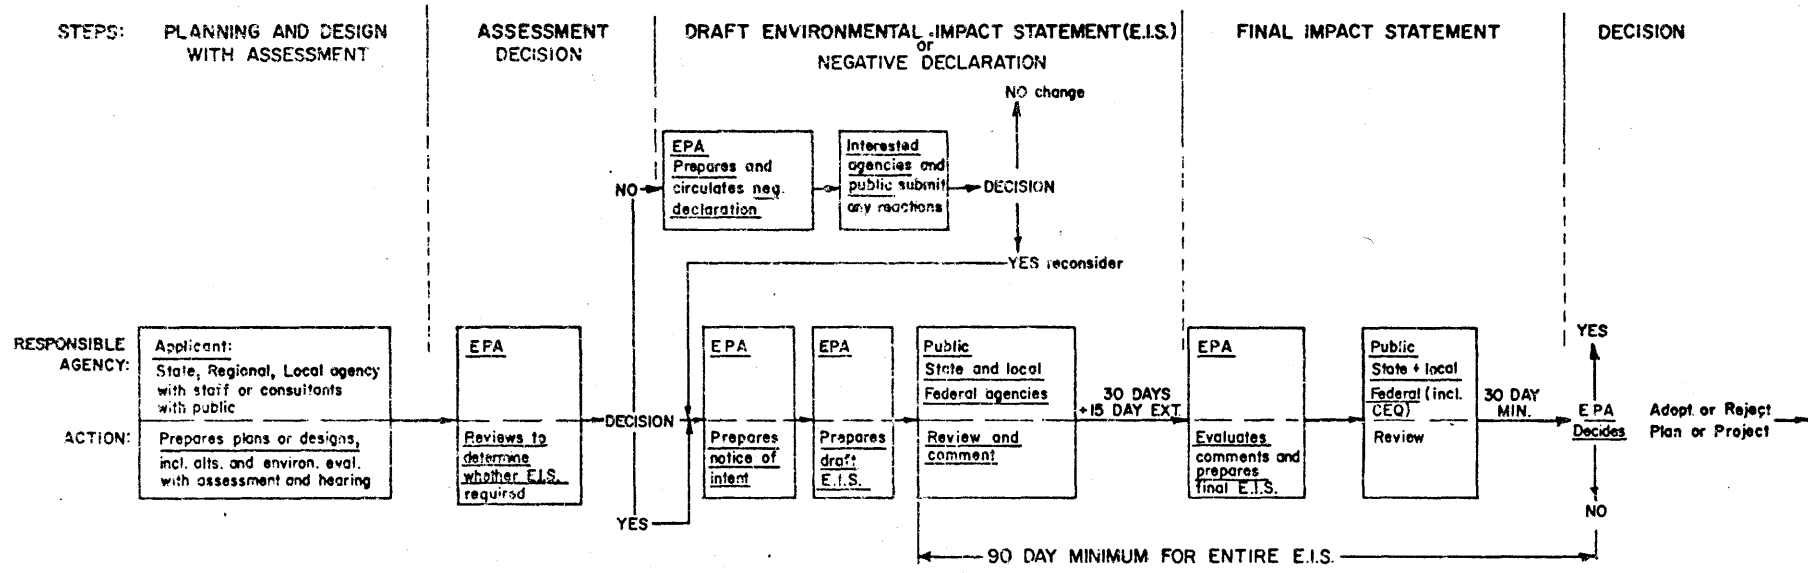 STEPS:
PLANNING AND DESIGN
WITH ASSESSMENT
ASSESSMENT
DECISION
DRAFT ENVIRONMENTAL IMPACT STATEMENT (E.I.S.)
or
NEGATIVE DECLARATION
FINAL IMPACT STATEMENT
DECISION
NO change
EPA
Prepares and
circulates neg.
declaration
Interested
agencies and
public submit
any reactions
NO
DECISION
YES reconsider
RESPONSIBLE
AGENCY:
Applicant:
State, Regional, Local agency
with staff or consultants
with public
ACTION:
Prepares plans or designs,
incl. alts. and environ. eval.
with assessment and hearing
EPA
Reviews to
determine
whether E.I.S.
required
DECISION
YES
EPA
Prepares
notice of
intent
EPA
Prepares
draft
E.I.S.
Public
State and local
Federal agencies
Review and
comment
30 DAYS
+15 DAY EXT.
EPA
Evaluates
comments and
prepares
final E.I.S.
Public
State + local
Federal (incl.
CEQ)
Review
30 DAY
MIN.
YES
EPA
Decides
NO
Adopt or Reject
Plan or Project
90 DAY MINIMUM FOR ENTIRE E.I.S.